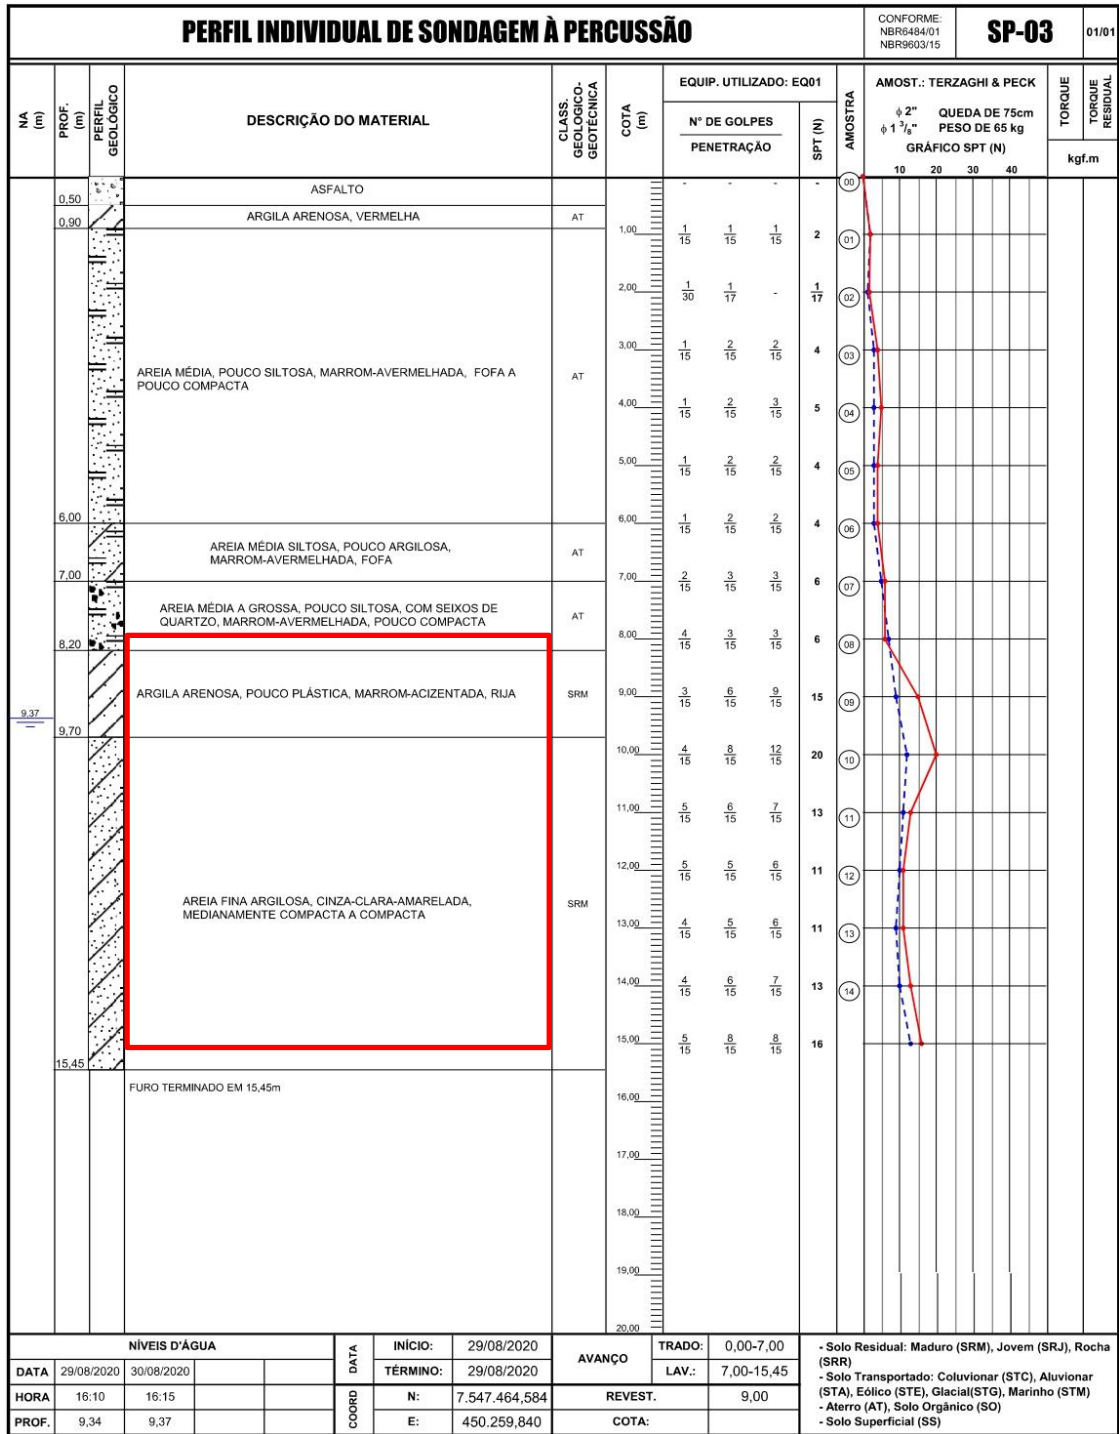 PERFIL INDIVIDUAL DE SONDAGEM À PERCUSSÃO
CONFORME:
NBR6484/01
NBR9603/15
SP-03
01/01
NA (m)
PROF. (m)
PERFIL GEOLÓGICO
DESCRIÇÃO DO MATERIAL
CLASS. GEOLOGICO-GEOTÉCNICA
COTA (m)
EQUIP. UTILIZADO: EQ01
N° DE GOLPES
PENETRAÇÃO
SPT (N)
AMOSTRA
AMOST.: TERZAGHI & PECK
ϕ 2" QUEDA DE 75cm
ϕ 1 3/8" PESO DE 65 kg
GRÁFICO SPT (N)
10 20 30 40
TORQUE
TORQUE RESIDUAL
kgf.m
ASFALTO
- - - - 00
0,50
ARGILA ARENOSA, VERMELHA AT
0,90
1,00 1/15 1/15 1/15 2 01
2,00 1/30 1/17 - 1/17 02
3,00 1/15 2/15 2/15 4 03
AREIA MÉDIA, POUCO SILTOSA, MARROM-AVERMELHADA, FOFA A
POUCO COMPACTA
AT
4,00 1/15 2/15 3/15 5 04
5,00 1/15 2/15 2/15 4 05
6,00
6,00 1/15 2/15 2/15 4 06
AREIA MÉDIA SILTOSA, POUCO ARGILOSA,
MARROM-AVERMELHADA, FOFA
AT
7,00
7,00 2/15 3/15 3/15 6 07
AREIA MÉDIA A GROSSA, POUCO SILTOSA, COM SEIXOS DE
QUARTZO, MARROM-AVERMELHADA, POUCO COMPACTA
AT
8,00 4/15 3/15 3/15 6 08
8,20
ARGILA ARENOSA, POUCO PLÁSTICA, MARROM-ACIZENTADA, RIJA SRM
9,00 3/15 6/15 9/15 15 09
9,37
9,70
10,00 4/15 8/15 12/15 20 10
11,00 5/15 6/15 7/15 13 11
12,00 5/15 5/15 6/15 11 12
AREIA FINA ARGILOSA, CINZA-CLARA-AMARELADA,
MEDIANAMENTE COMPACTA A COMPACTA
SRM
13,00 4/15 5/15 6/15 11 13
14,00 4/15 6/15 7/15 13 14
15,00 5/15 8/15 8/15 16
15,45
FURO TERMINADO EM 15,45m
16,00
17,00
18,00
19,00
20,00
NÍVEIS D'ÁGUA
DATA 29/08/2020 30/08/2020
HORA 16:10 16:15
PROF. 9,34 9,37
DATA
INÍCIO: 29/08/2020
TÉRMINO: 29/08/2020
COORD
N: 7.547.464,584
E: 450.259,840
AVANÇO
TRADO: 0,00-7,00
LAV.: 7,00-15,45
REVEST. 9,00
COTA:
- Solo Residual: Maduro (SRM), Jovem (SRJ), Rocha
(SRR)
- Solo Transportado: Coluvionar (STC), Aluvionar
(STA), Eólico (STE), Glacial(STG), Marinho (STM)
- Aterro (AT), Solo Orgânico (SO)
- Solo Superficial (SS)